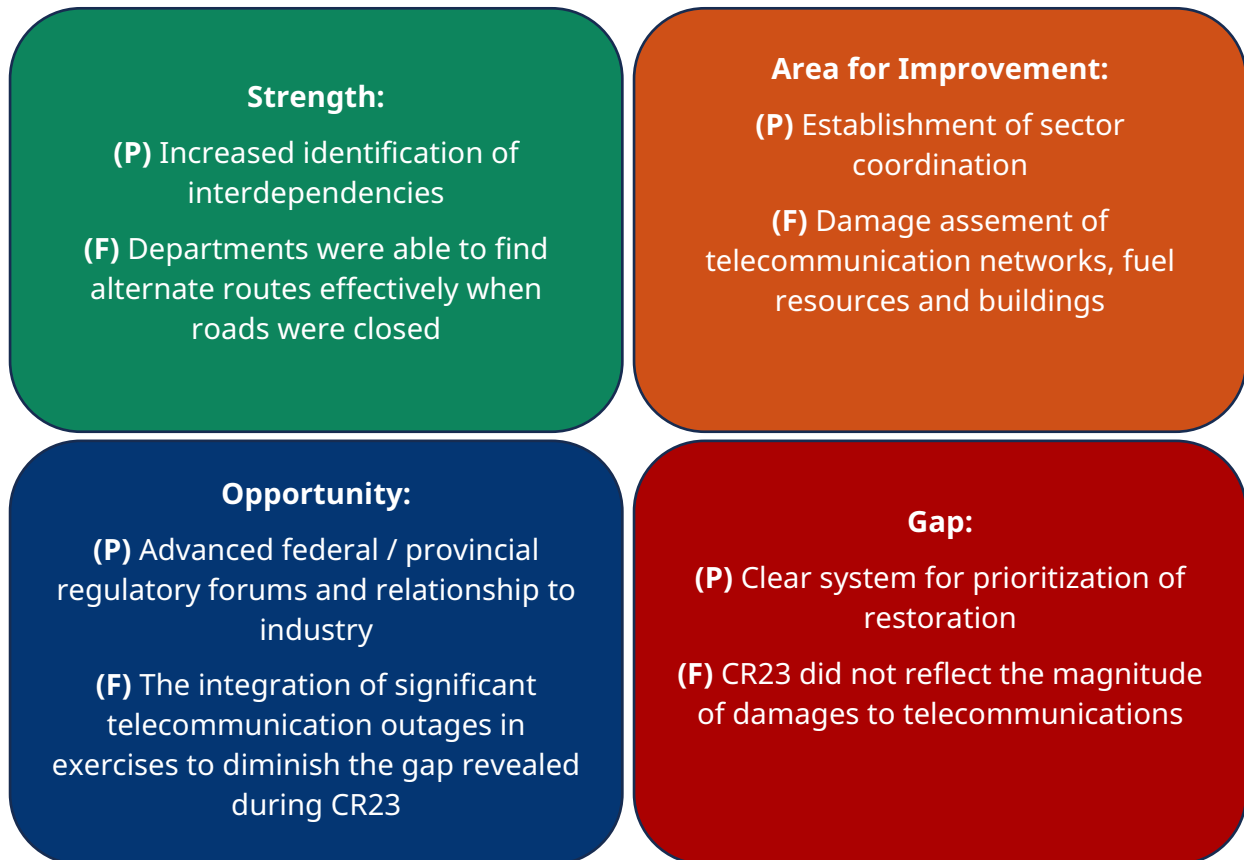 Strength:
(P) Increased identification of
interdependencies
(F) Departments were able to find
alternate routes effectively when
roads were closed
Area for Improvement:
(P) Establishment of sector
coordination
(F) Damage assement of
telecommunication networks, fuel
resources and buildings
Opportunity:
(P) Advanced federal / provincial
regulatory forums and relationship to
industry
(F) The integration of significant
telecommunication outages in
exercises to diminish the gap revealed
during CR23
Gap:
(P) Clear system for prioritization of
restoration
(F) CR23 did not reflect the magnitude
of damages to telecommunications